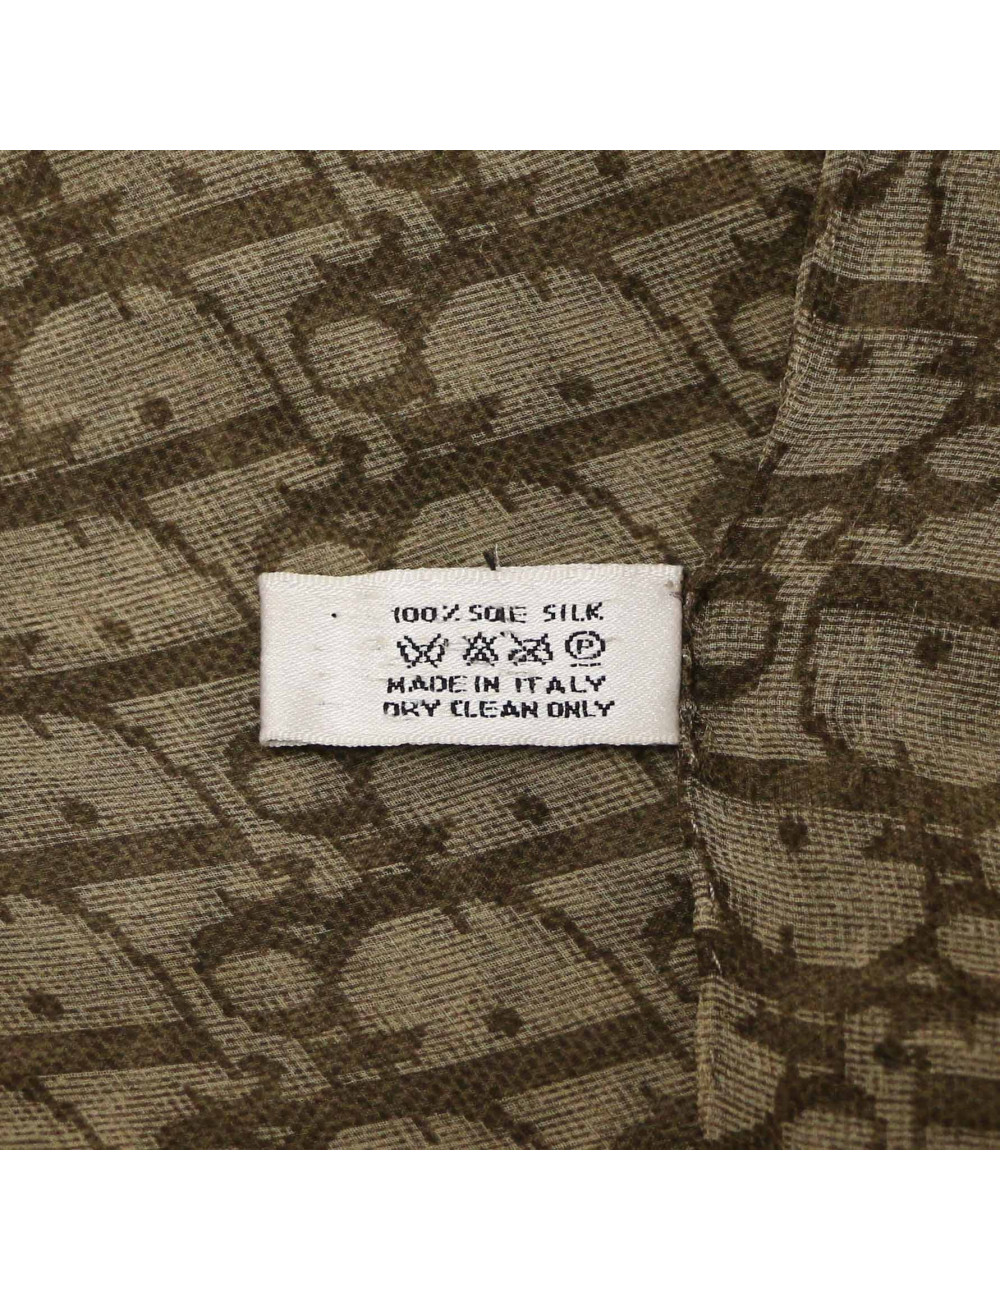 100% SOIE SILK
P
MADE IN ITALY
DRY CLEAN ONLY